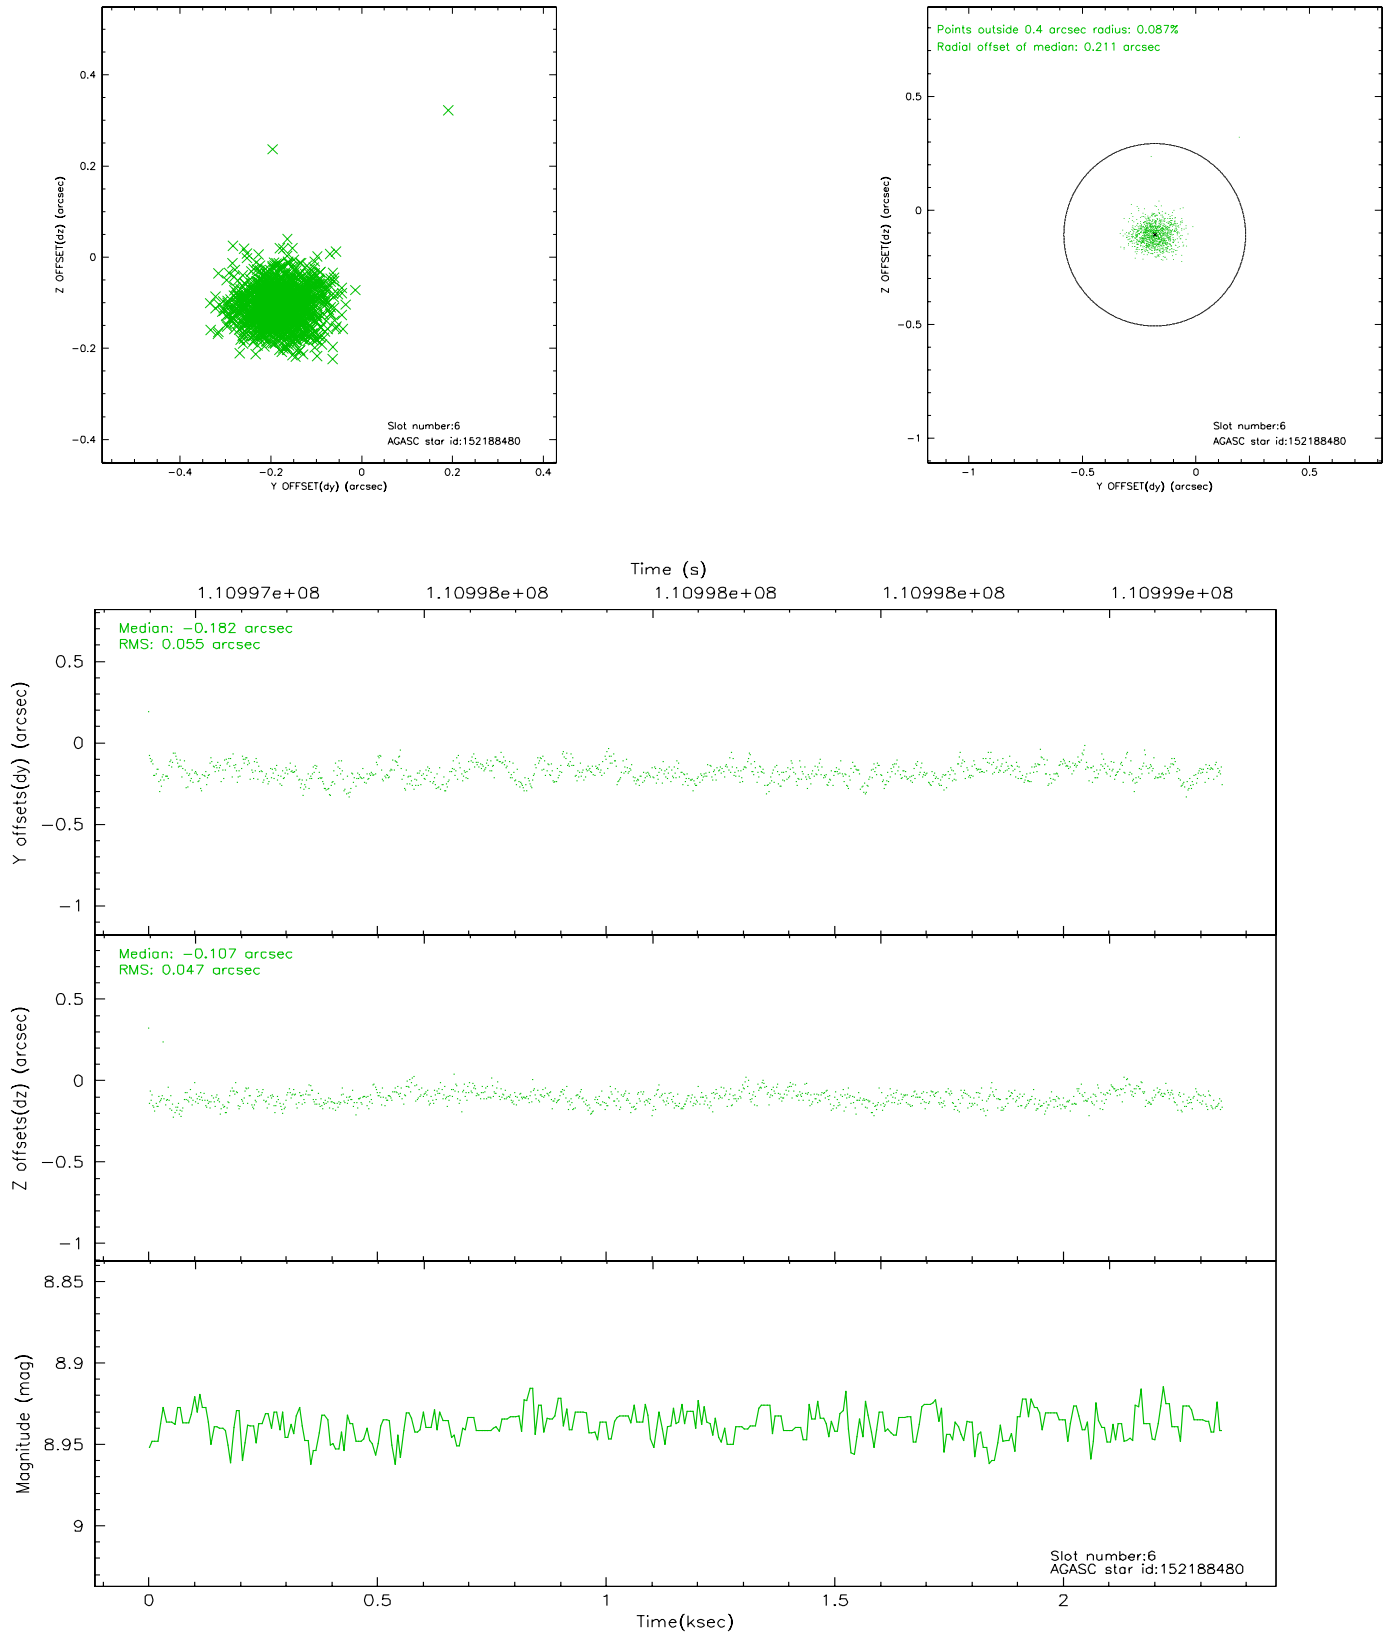 0.4
0.2
0
−0.2
−0.4
Z OFFSET(dz) (arcsec)
−0.4
−0.2
0
0.2
0.4
Y OFFSET(dy) (arcsec)
Slot number:6
AGASC star id:152188480
Points outside 0.4 arcsec radius: 0.087%
Radial offset of median: 0.211 arcsec
0.5
0
−0.5
−1
Z OFFSET(dz) (arcsec)
−1
−0.5
0
0.5
Y OFFSET(dy) (arcsec)
Slot number:6
AGASC star id:152188480
Time (s)
1.10997e+08
1.10998e+08
1.10998e+08
1.10998e+08
1.10999e+08
Median: −0.182 arcsec
RMS: 0.055 arcsec
0.5
0
−0.5
−1
Y offsets(dy) (arcsec)
Median: −0.107 arcsec
RMS: 0.047 arcsec
0.5
0
−0.5
−1
Z offsets(dz) (arcsec)
8.85
8.9
8.95
9
Magnitude (mag)
Slot number:6
AGASC star id:152188480
0
0.5
1
1.5
2
Time(ksec)